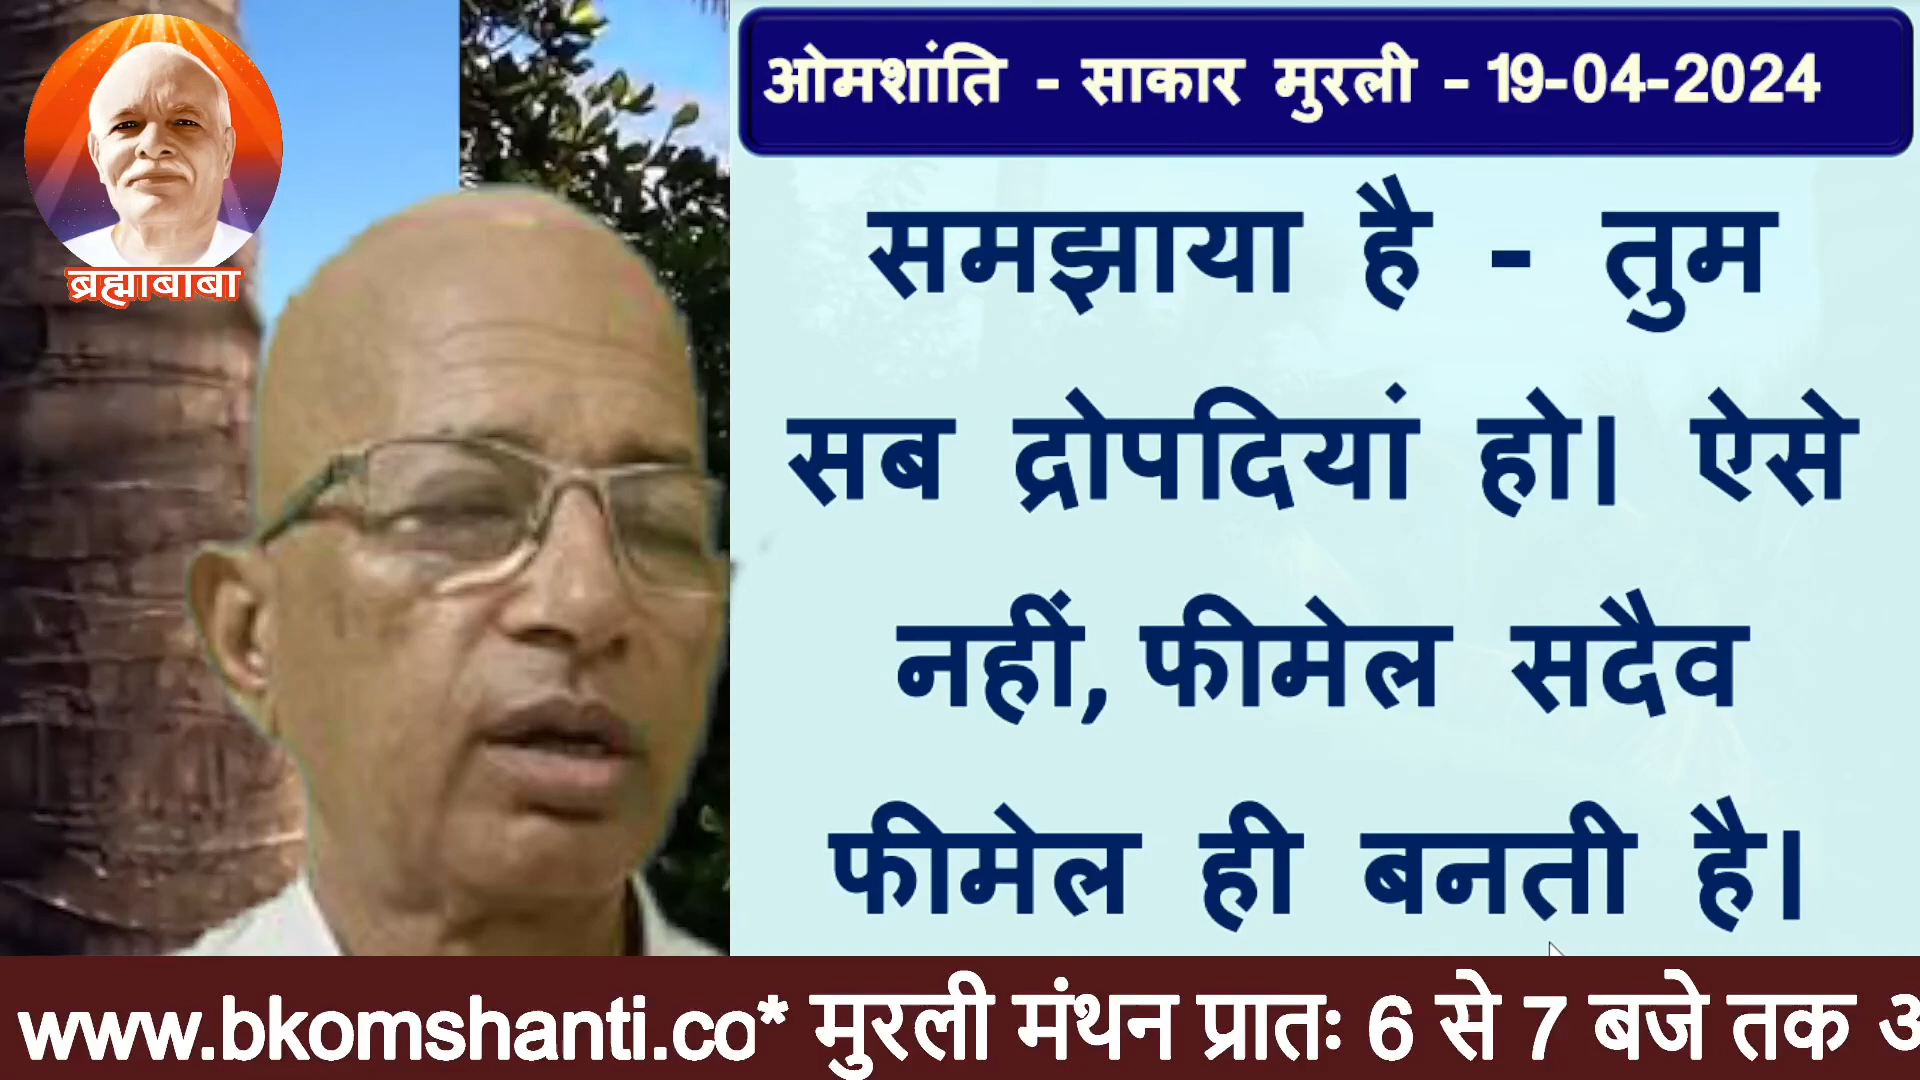 ब्रह्माबाबा
ओमशांति - साकार मुरली - 19-04-2024
समझाया है - तुम
सब द्रोपदियां हो। ऐसे
नहीं, फीमेल सदैव
फीमेल ही बनती है।
www.bkomshanti.co* मुरली मंथन प्रातः 6 से 7 बजे तक